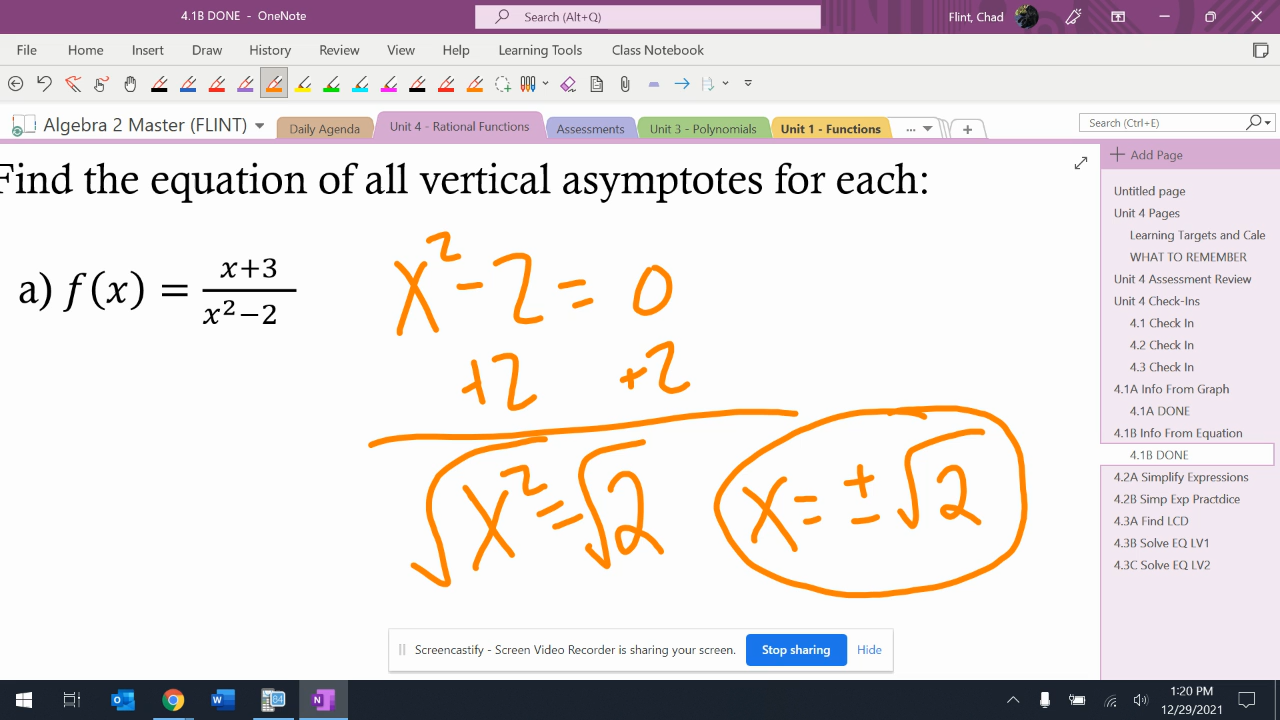 4.1B DONE - OneNote
Search (Alt+Q)
Flint, Chad
File Home Insert Draw History Review View Help Learning Tools Class Notebook
Algebra 2 Master (FLINT)
Daily Agenda
Unit 4 - Rational Functions
Assessments
Unit 3 - Polynomials
Unit 1 - Functions
...
Search (Ctrl+E)
Find the equation of all vertical asymptotes for each:
a) f(x) = (x+3)/(x²−2)
x² - 2 = 0
+2 +2
√x² = √2
x = ±√2
Add Page
Untitled page
Unit 4 Pages
Learning Targets and Cale
WHAT TO REMEMBER
Unit 4 Assessment Review
Unit 4 Check-Ins
4.1 Check In
4.2 Check In
4.3 Check In
4.1A Info From Graph
4.1A DONE
4.1B Info From Equation
4.1B DONE
4.2A Simplify Expressions
4.2B Simp Exp Practdice
4.3A Find LCD
4.3B Solve EQ LV1
4.3C Solve EQ LV2
Screencastify - Screen Video Recorder is sharing your screen.
Stop sharing
Hide
84
1:20 PM
12/29/2021